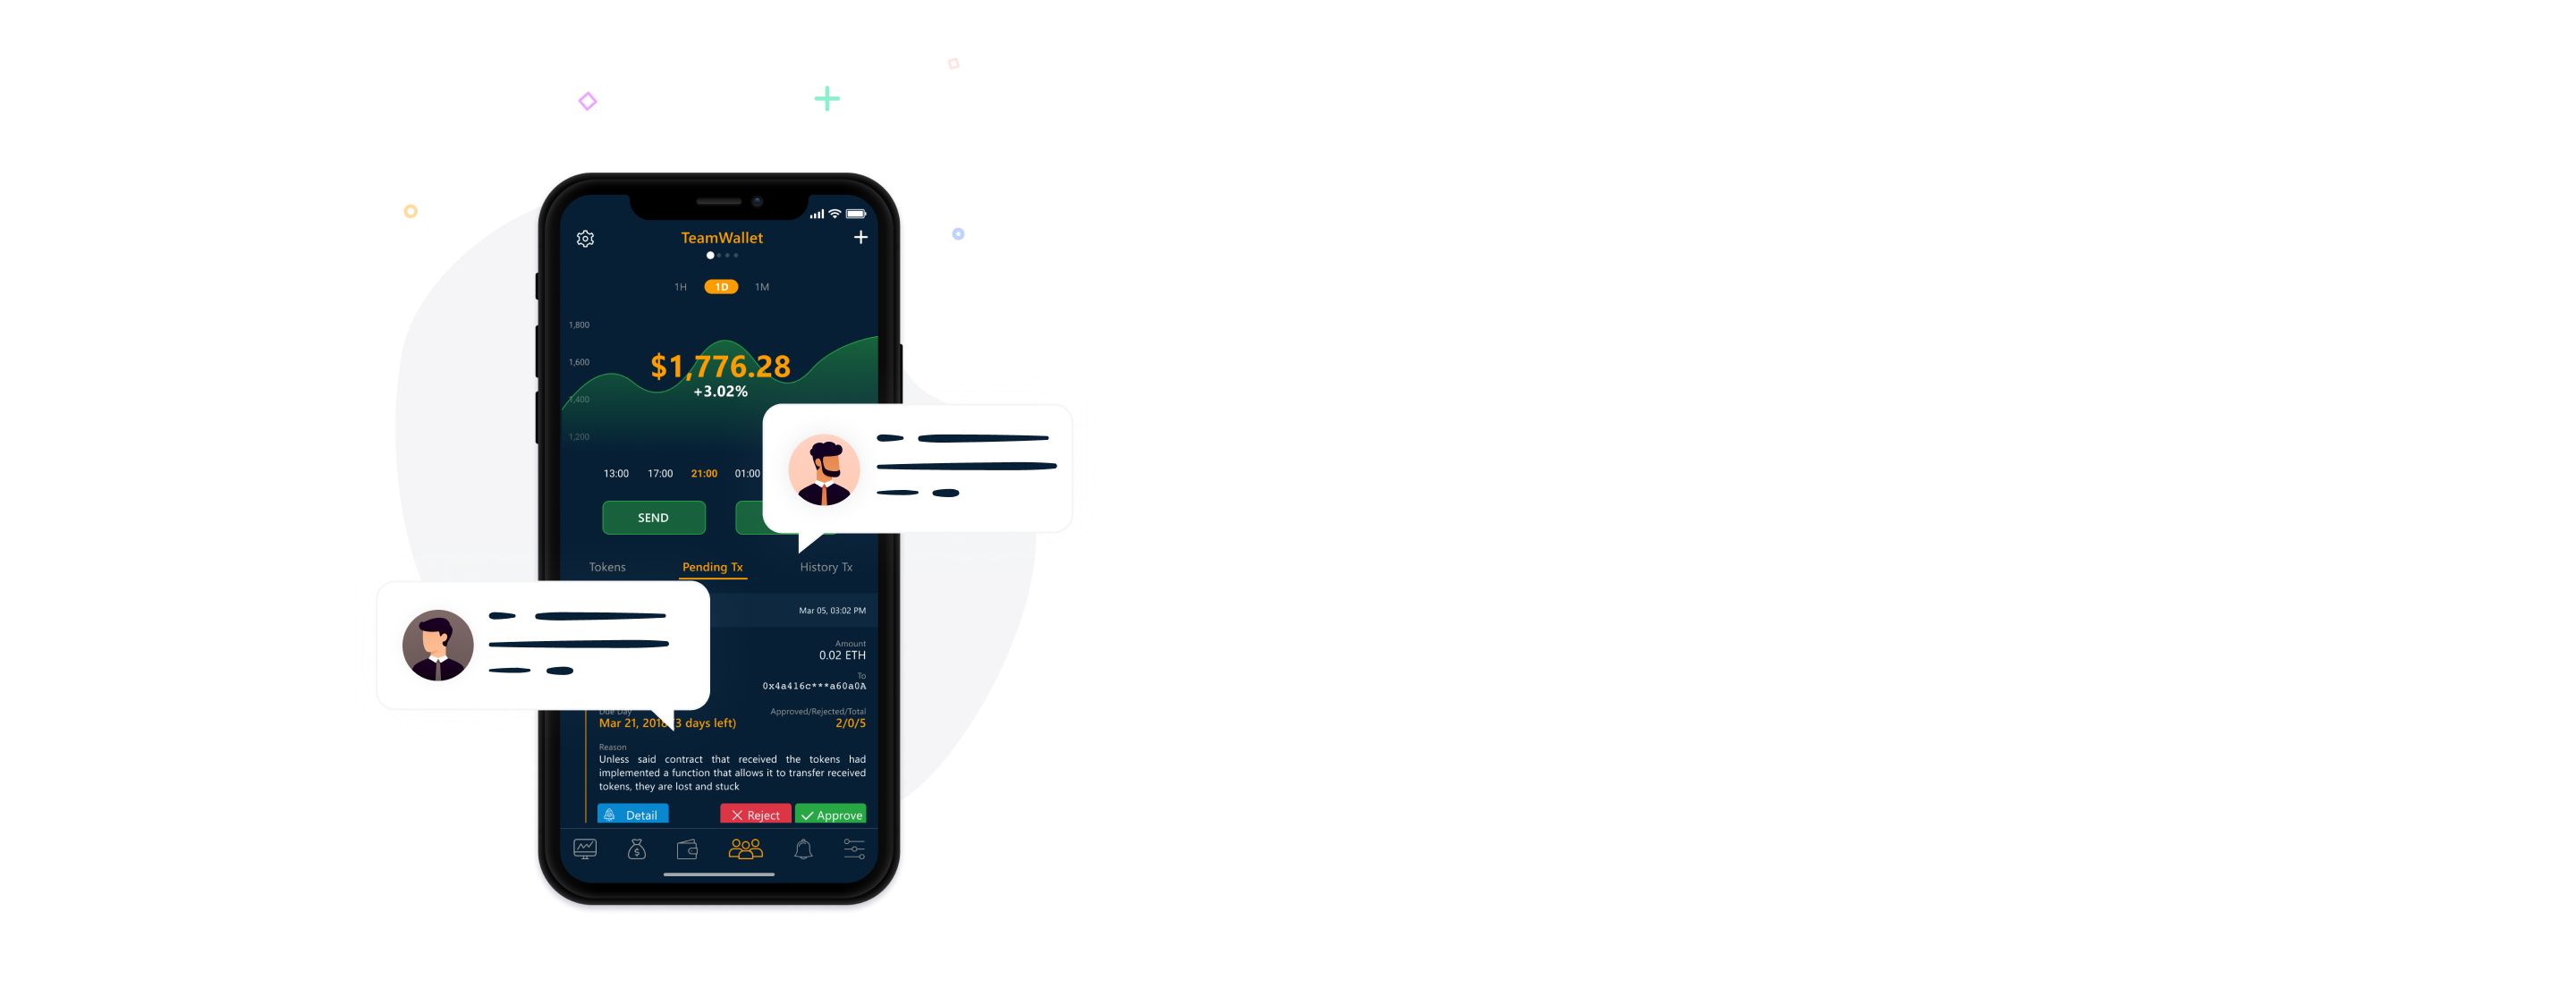 TeamWallet
1H 1D 1M
1,800
1,600
$1,776.28
+3.02%
1,400
1,200
13:00 17:00 21:00 01:00
SEND
Tokens Pending Tx History Tx
Mar 05, 03:02 PM
Amount
0.02 ETH
To
0x4a416c***a60a0A
Due Day Approved/Rejected/Total
Mar 21, 2018 (3 days left) 2/0/5
Reason
Unless said contract that received the tokens had
implemented a function that allows it to transfer received
tokens, they are lost and stuck
Detail Reject Approve